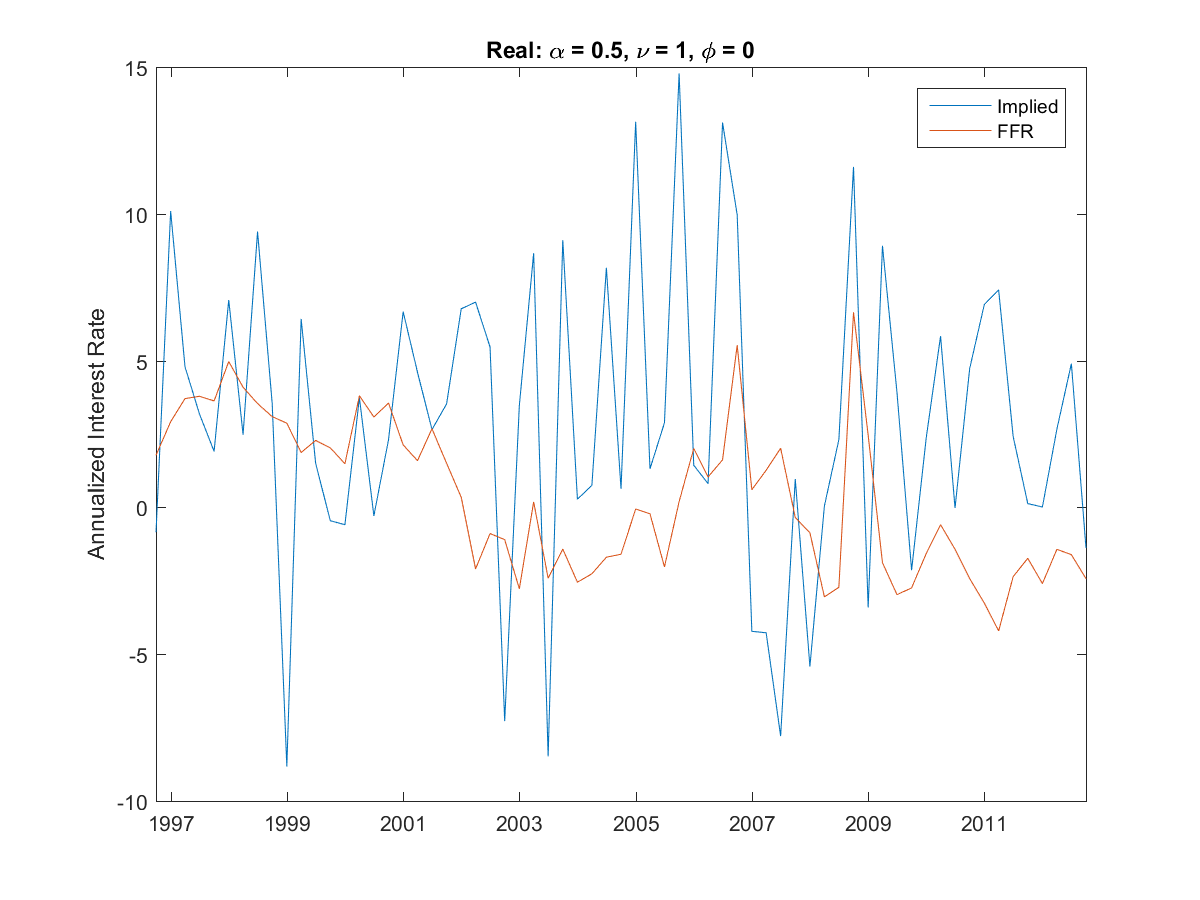 Real: α = 0.5, ν = 1, ϕ = 0
Implied
FFR
Annualized Interest Rate
15
10
5
0
-5
-10
1997 1999 2001 2003 2005 2007 2009 2011